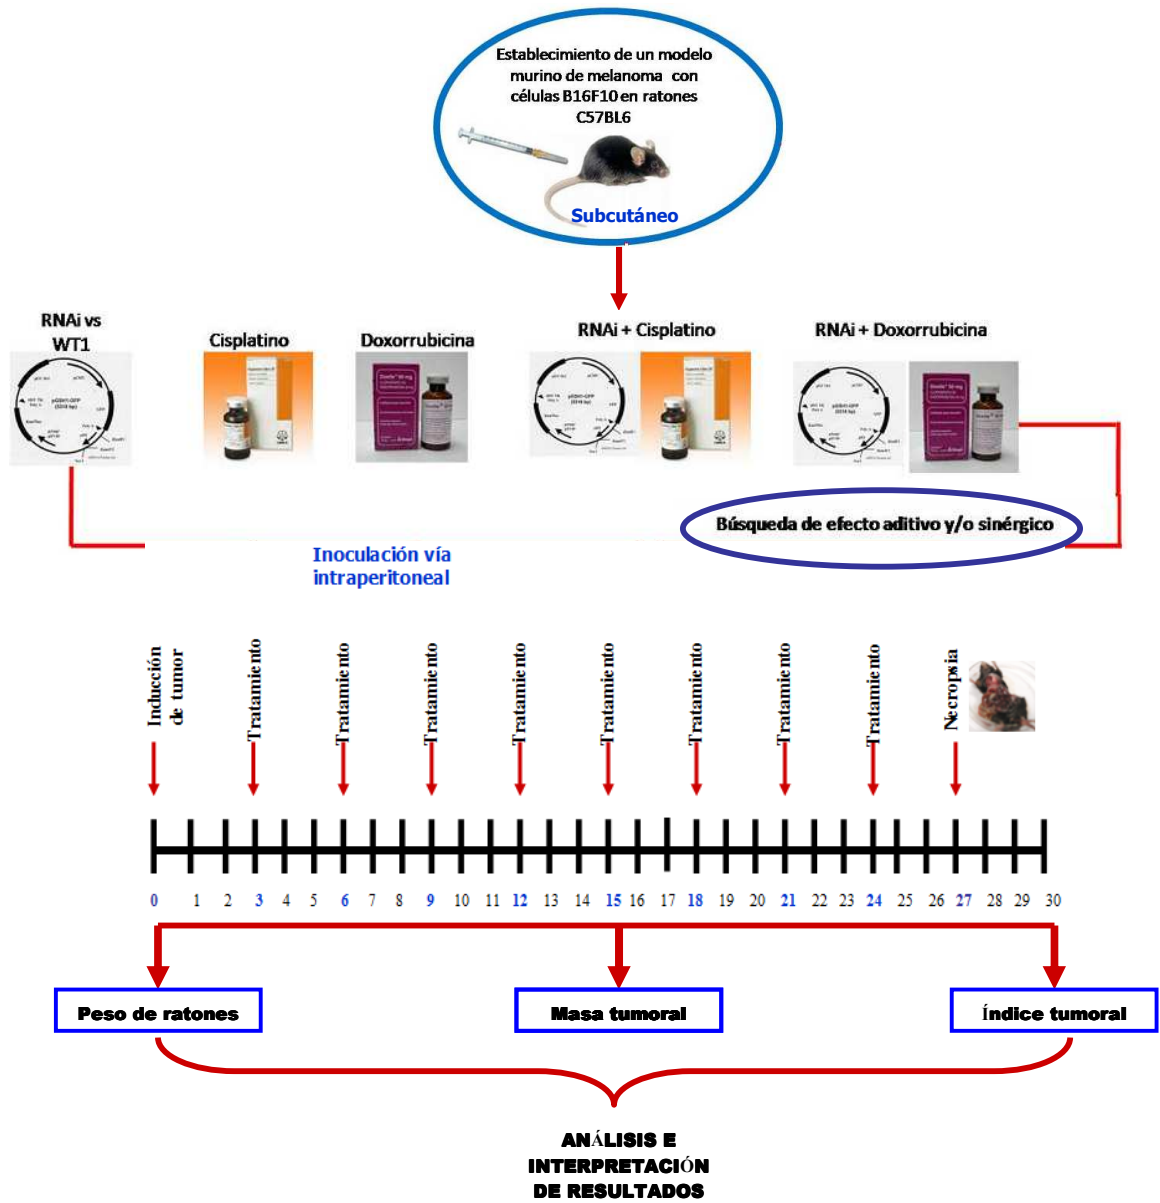 Establecimiento de un modelo
murino de melanoma con
células B16F10 en ratones
C57BL6
Subcutáneo
RNAi vs
WT1
Cisplatino
Doxorrubicina
RNAi + Cisplatino
RNAi + Doxorrubicina
Búsqueda de efecto aditivo y/o sinérgico
Inoculación vía
intraperitoneal
Inducción
de tumor
Tratamiento
Tratamiento
Tratamiento
Tratamiento
Tratamiento
Tratamiento
Tratamiento
Tratamiento
Necropsia
0 1 2 3 4 5 6 7 8 9 10 11 12 13 14 15 16 17 18 19 20 21 22 23 24 25 26 27 28 29 30
Peso de ratones
Masa tumoral
Índice tumoral
ANÁLISIS E
INTERPRETACIÓN
DE RESULTADOS